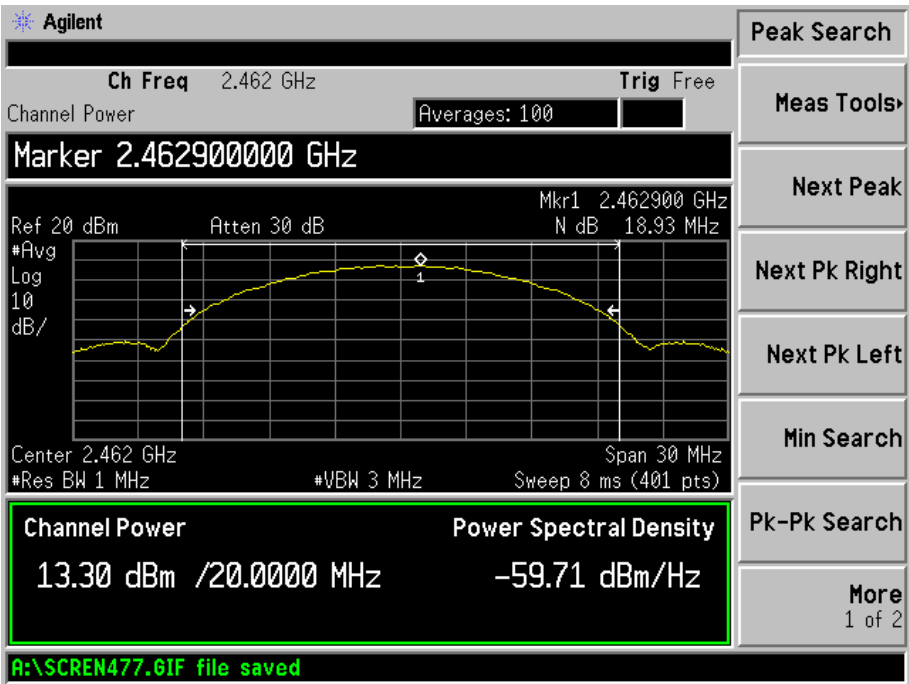 Agilent
Peak Search
Ch Freq 2.462 GHz Trig Free
Channel Power Averages: 100
Meas Tools
Marker 2.462900000 GHz
Next Peak
Mkr1 2.462900 GHz
Ref 20 dBm Atten 30 dB N dB 18.93 MHz
#Avg
Log
10
dB/
1
Next Pk Right
Next Pk Left
Min Search
Center 2.462 GHz Span 30 MHz
#Res BW 1 MHz #VBW 3 MHz Sweep 8 ms (401 pts)
Channel Power Power Spectral Density
13.30 dBm /20.0000 MHz -59.71 dBm/Hz
Pk-Pk Search
More
1 of 2
A:\SCREN477.GIF file saved